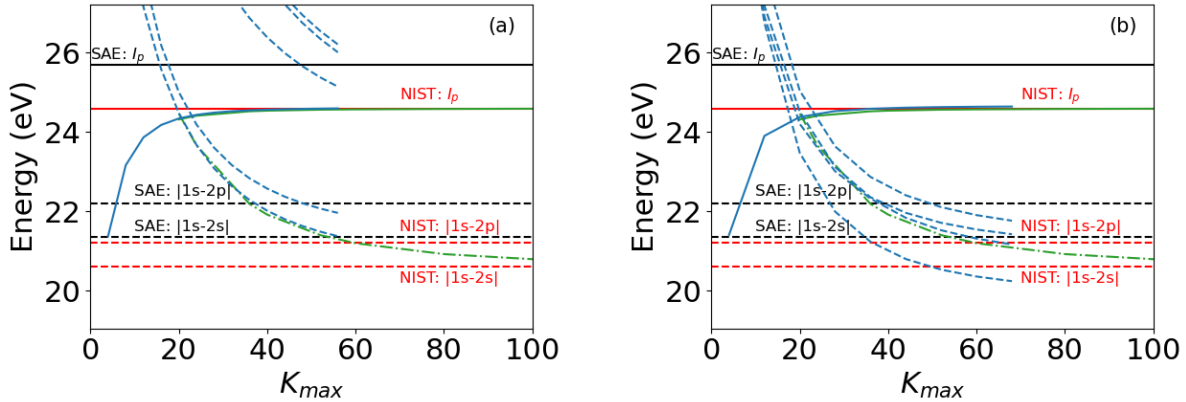 (a)
26
SAE: I_p
NIST: I_p
24
Energy (eV)
SAE: |1s-2p|
22
SAE: |1s-2s|
NIST: |1s-2p|
20
NIST: |1s-2s|
0 20 40 60 80 100
K_max
(b)
26
SAE: I_p
NIST: I_p
24
Energy (eV)
SAE: |1s-2p|
22
SAE: |1s-2s|
NIST: |1s-2p|
20
NIST: |1s-2s|
0 20 40 60 80 100
K_max